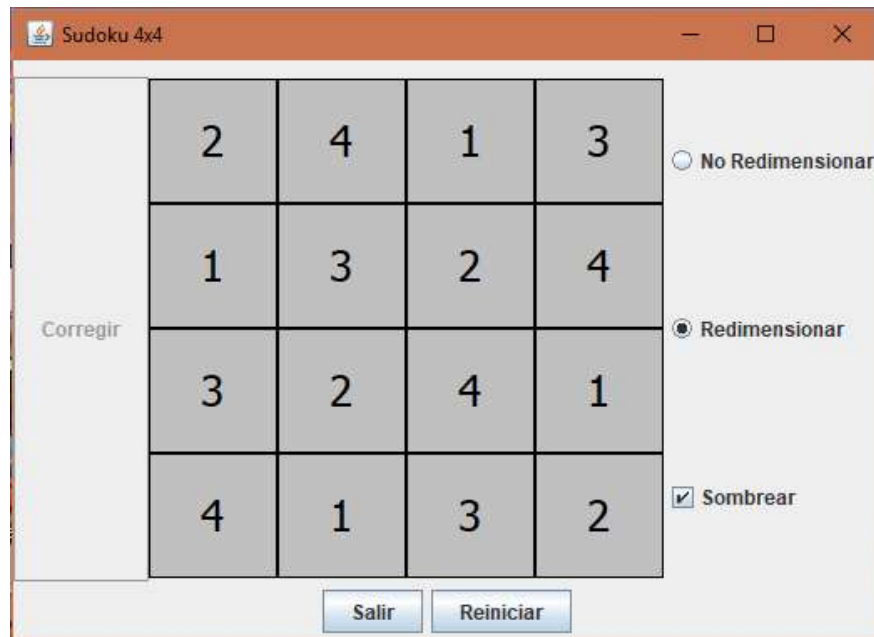 Sudoku 4x4
2 4 1 3
No Redimensionar
1 3 2 4
Corregir
Redimensionar
3 2 4 1
Sombrear
4 1 3 2
Salir Reiniciar